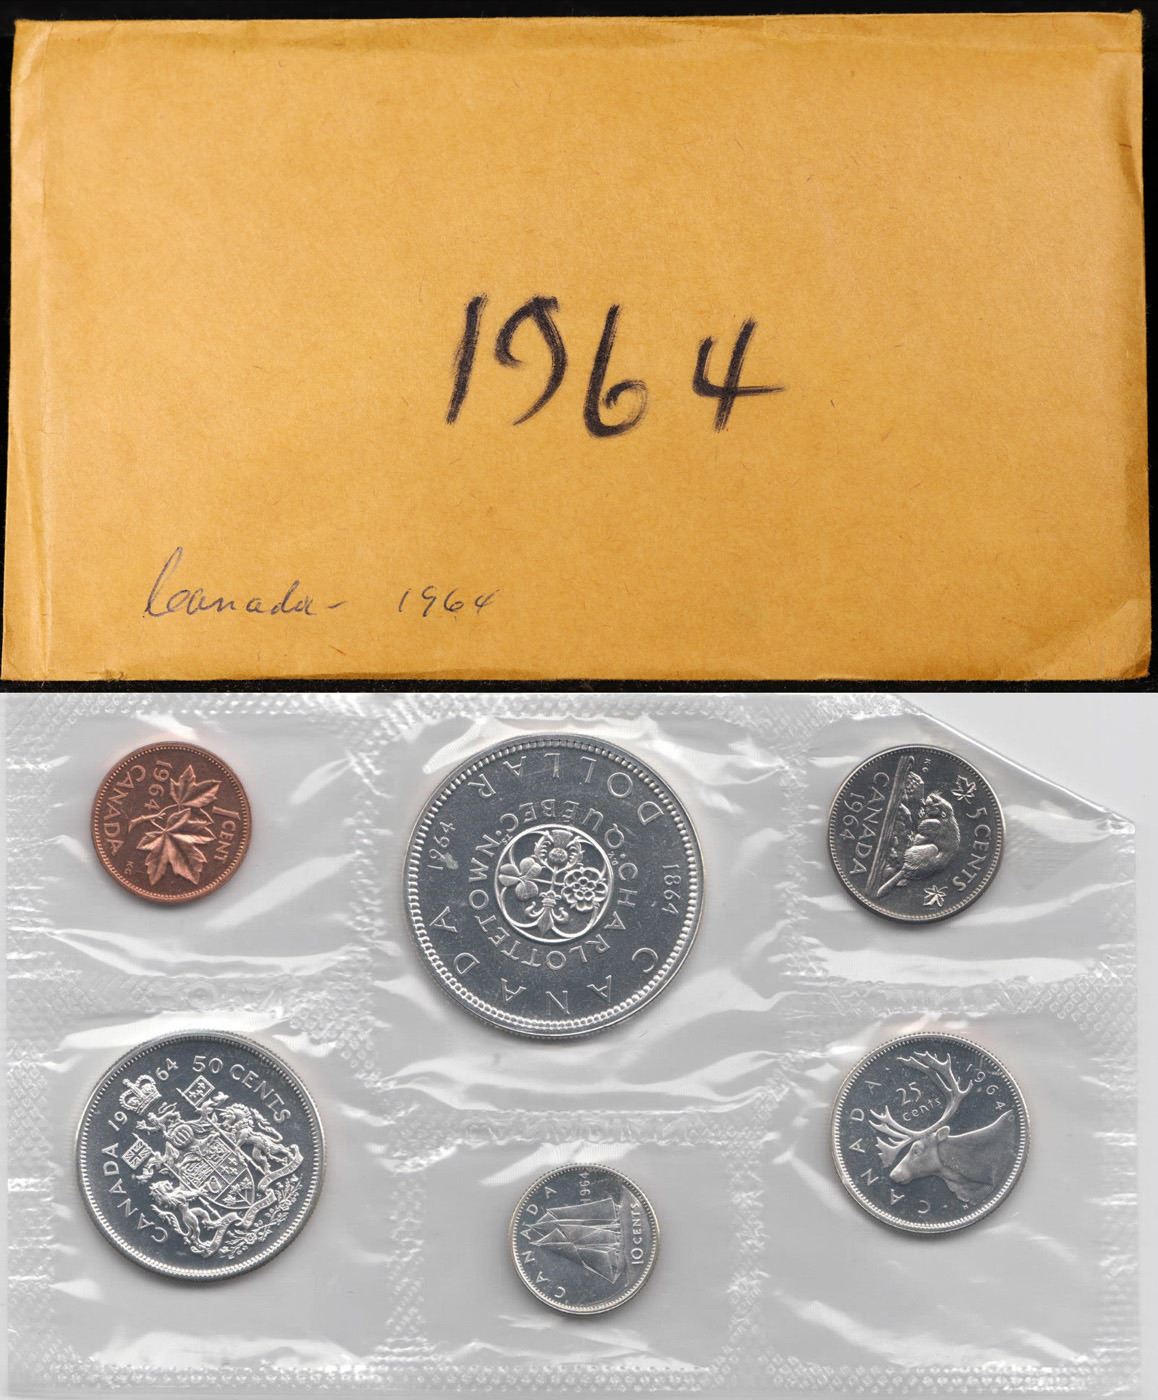 1964
Canada - 1964
1 CENT
1964
CANADA
KG
CANADA DOLLAR
1864 1964
CHARLOTTETOWN·N· QUEBEC·Q·
5 CENTS
CANADA
1964
CANADA 1964 50 CENTS
CANADA 1964
10 CENTS
CANADA 1964
25
cents